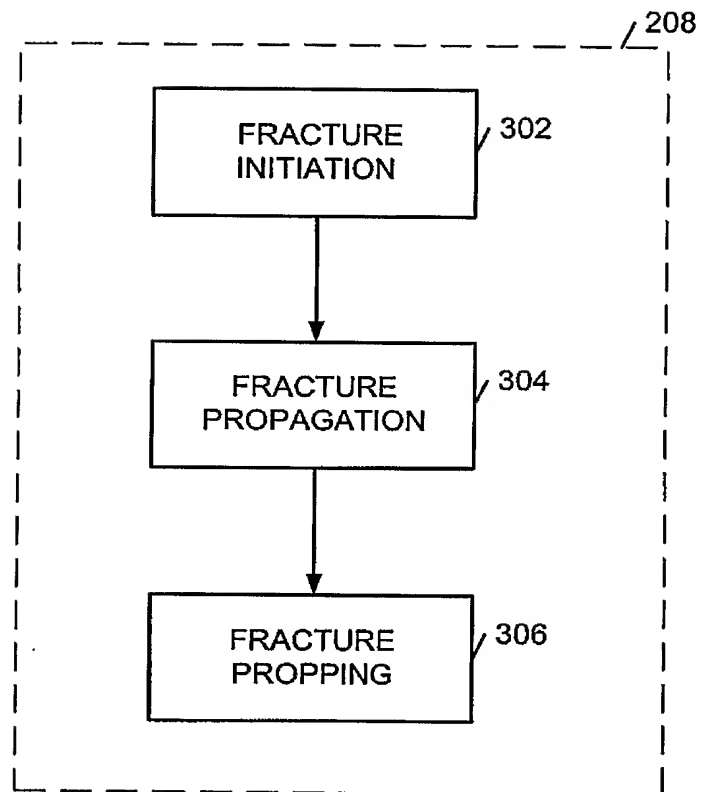 208
FRACTURE
INITIATION
302
FRACTURE
PROPAGATION
304
FRACTURE
PROPPING
306